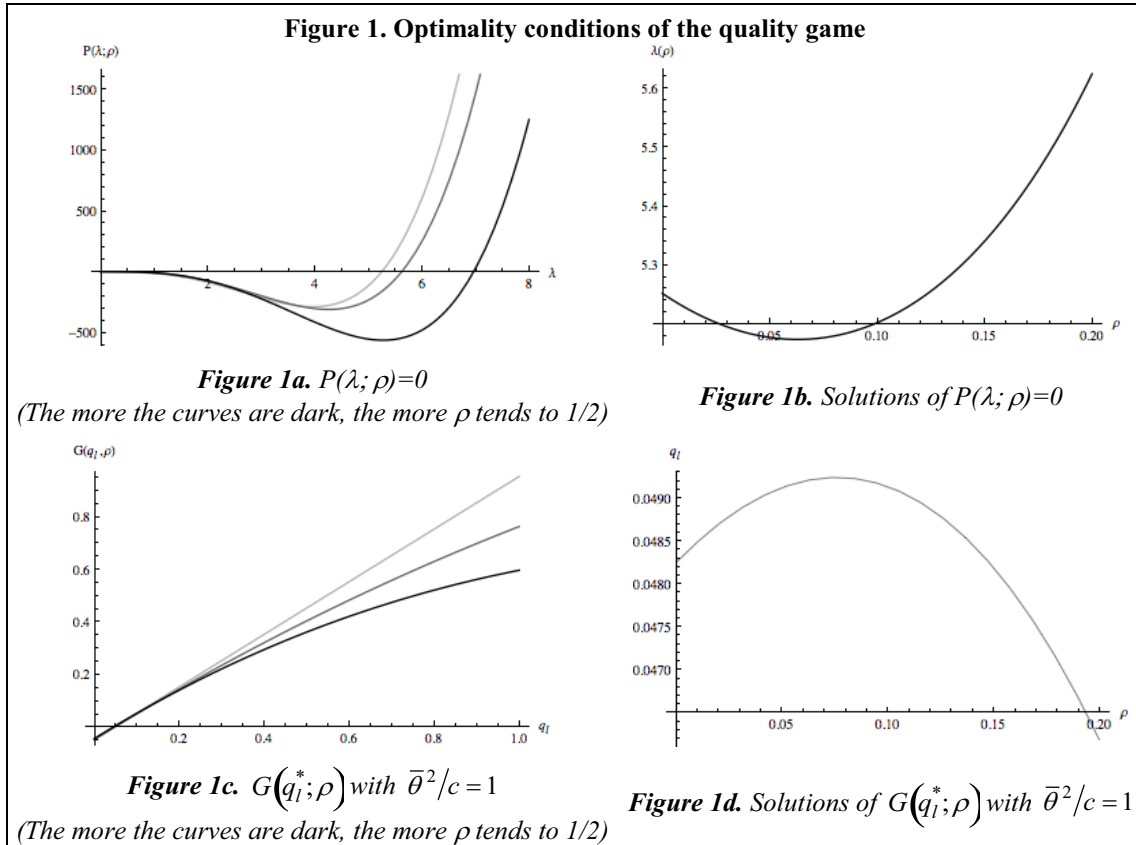 Figure 1. Optimality conditions of the quality game
P(λ;ρ)
1500
1000
500
−500
2
4
6
8
λ
Figure 1a. P(λ; ρ)=0
(The more the curves are dark, the more ρ tends to 1/2)
λ(ρ)
5.6
5.5
5.4
5.3
0.05
0.10
0.15
0.20
ρ
Figure 1b. Solutions of P(λ; ρ)=0
G(q_l,ρ)
0.8
0.6
0.4
0.2
0.2
0.4
0.6
0.8
1.0
q_l
Figure 1c. G(q_l^*; ρ) with θ̄²/c = 1
(The more the curves are dark, the more ρ tends to 1/2)
q_l
0.0490
0.0485
0.0480
0.0475
0.0470
0.05
0.10
0.15
0.20
ρ
Figure 1d. Solutions of G(q_l^*; ρ) with θ̄²/c = 1